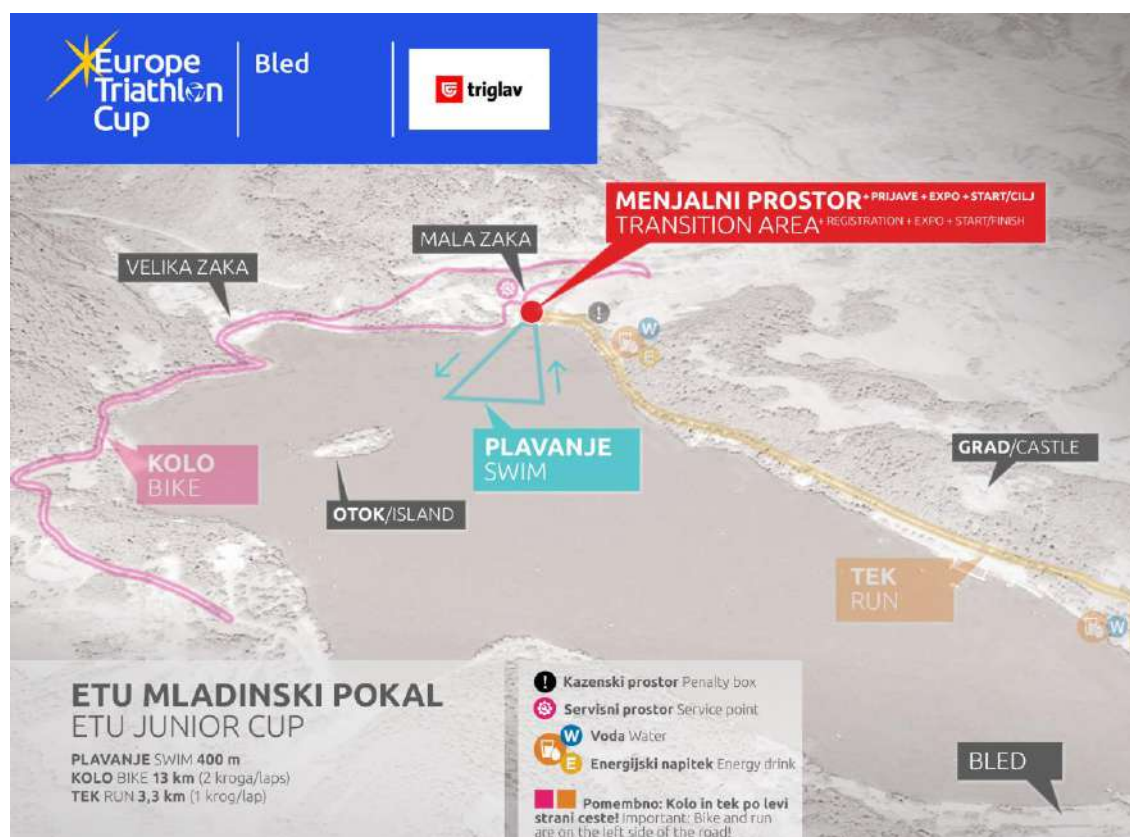 Europe
Triathlon
Cup
Bled
triglav
MENJALNI PROSTOR + PRIJAVE + EXPO + START/CILJ
TRANSITION AREA + REGISTRATION + EXPO + START/FINISH
MALA ZAKA
VELIKA ZAKA
!
W
E
PLAVANJE
SWIM
GRAD/CASTLE
KOLO
BIKE
OTOK/ISLAND
TEK
RUN
W
ETU MLADINSKI POKAL
ETU JUNIOR CUP
PLAVANJE SWIM 400 m
KOLO BIKE 13 km (2 kroga/laps)
TEK RUN 3,3 km (1 krog/lap)
! Kazenski prostor Penalty box
Servisni prostor Service point
W Voda Water
E Energijski napitek Energy drink
Pomembno: Kolo in tek po levi
strani ceste! Important: Bike and run
are on the left side of the road!
BLED